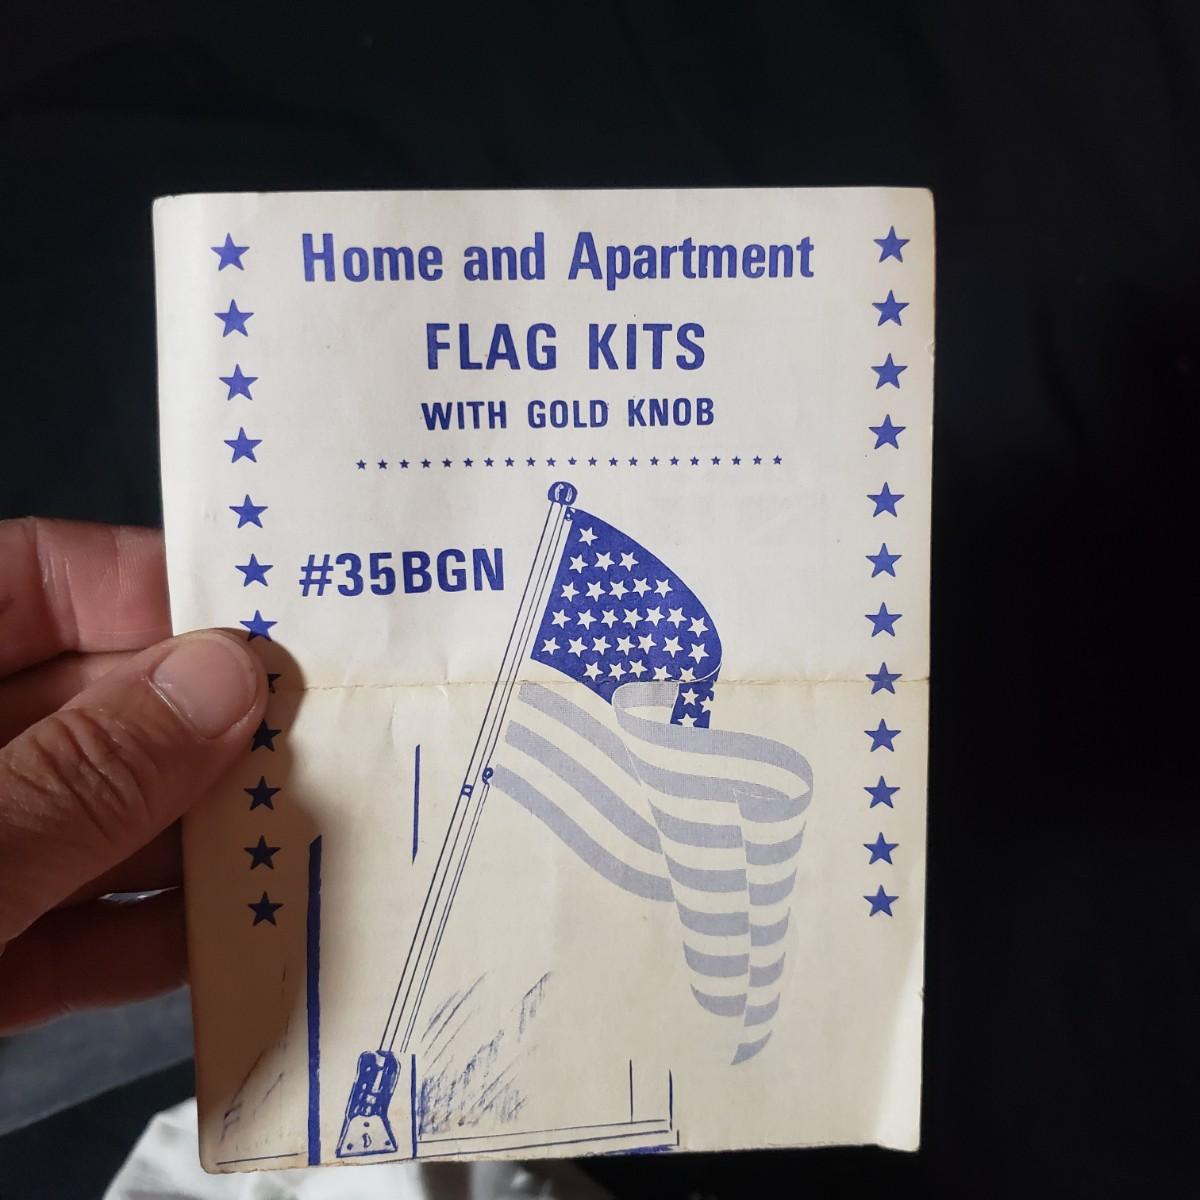 Home and Apartment
FLAG KITS
WITH GOLD KNOB
#35BGN